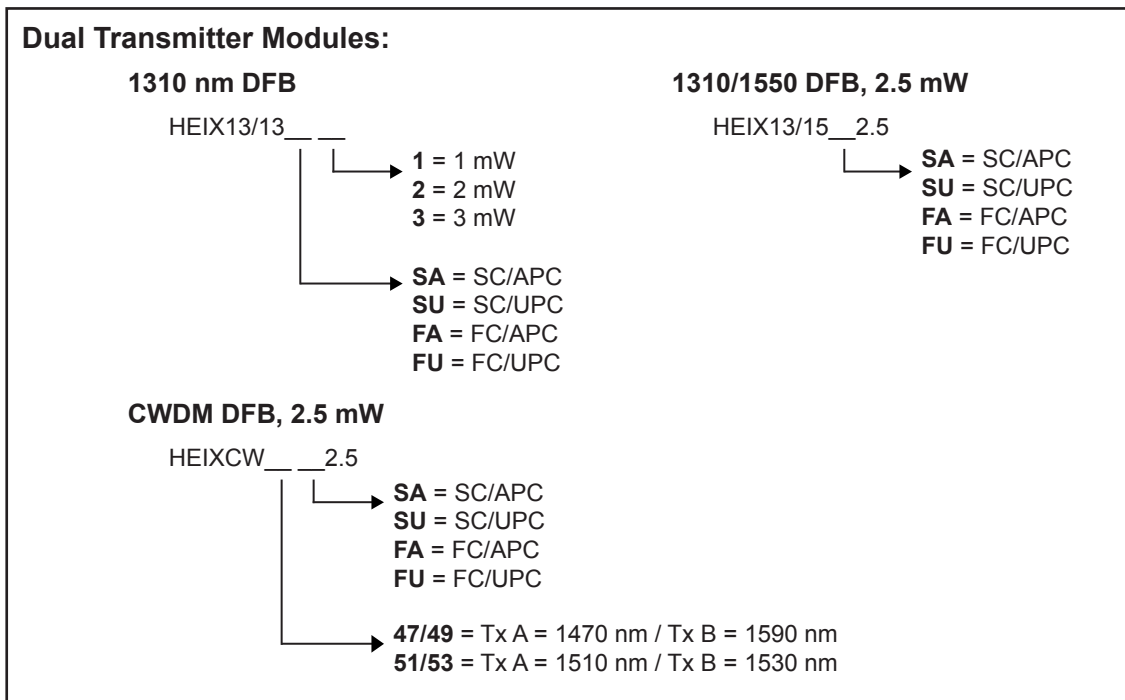 Dual Transmitter Modules:
1310 nm DFB
HEIX13/13__ __
1 = 1 mW
2 = 2 mW
3 = 3 mW
SA = SC/APC
SU = SC/UPC
FA = FC/APC
FU = FC/UPC
1310/1550 DFB, 2.5 mW
HEIX13/15__2.5
SA = SC/APC
SU = SC/UPC
FA = FC/APC
FU = FC/UPC
CWDM DFB, 2.5 mW
HEIXCW__ __2.5
SA = SC/APC
SU = SC/UPC
FA = FC/APC
FU = FC/UPC
47/49 = Tx A = 1470 nm / Tx B = 1590 nm
51/53 = Tx A = 1510 nm / Tx B = 1530 nm